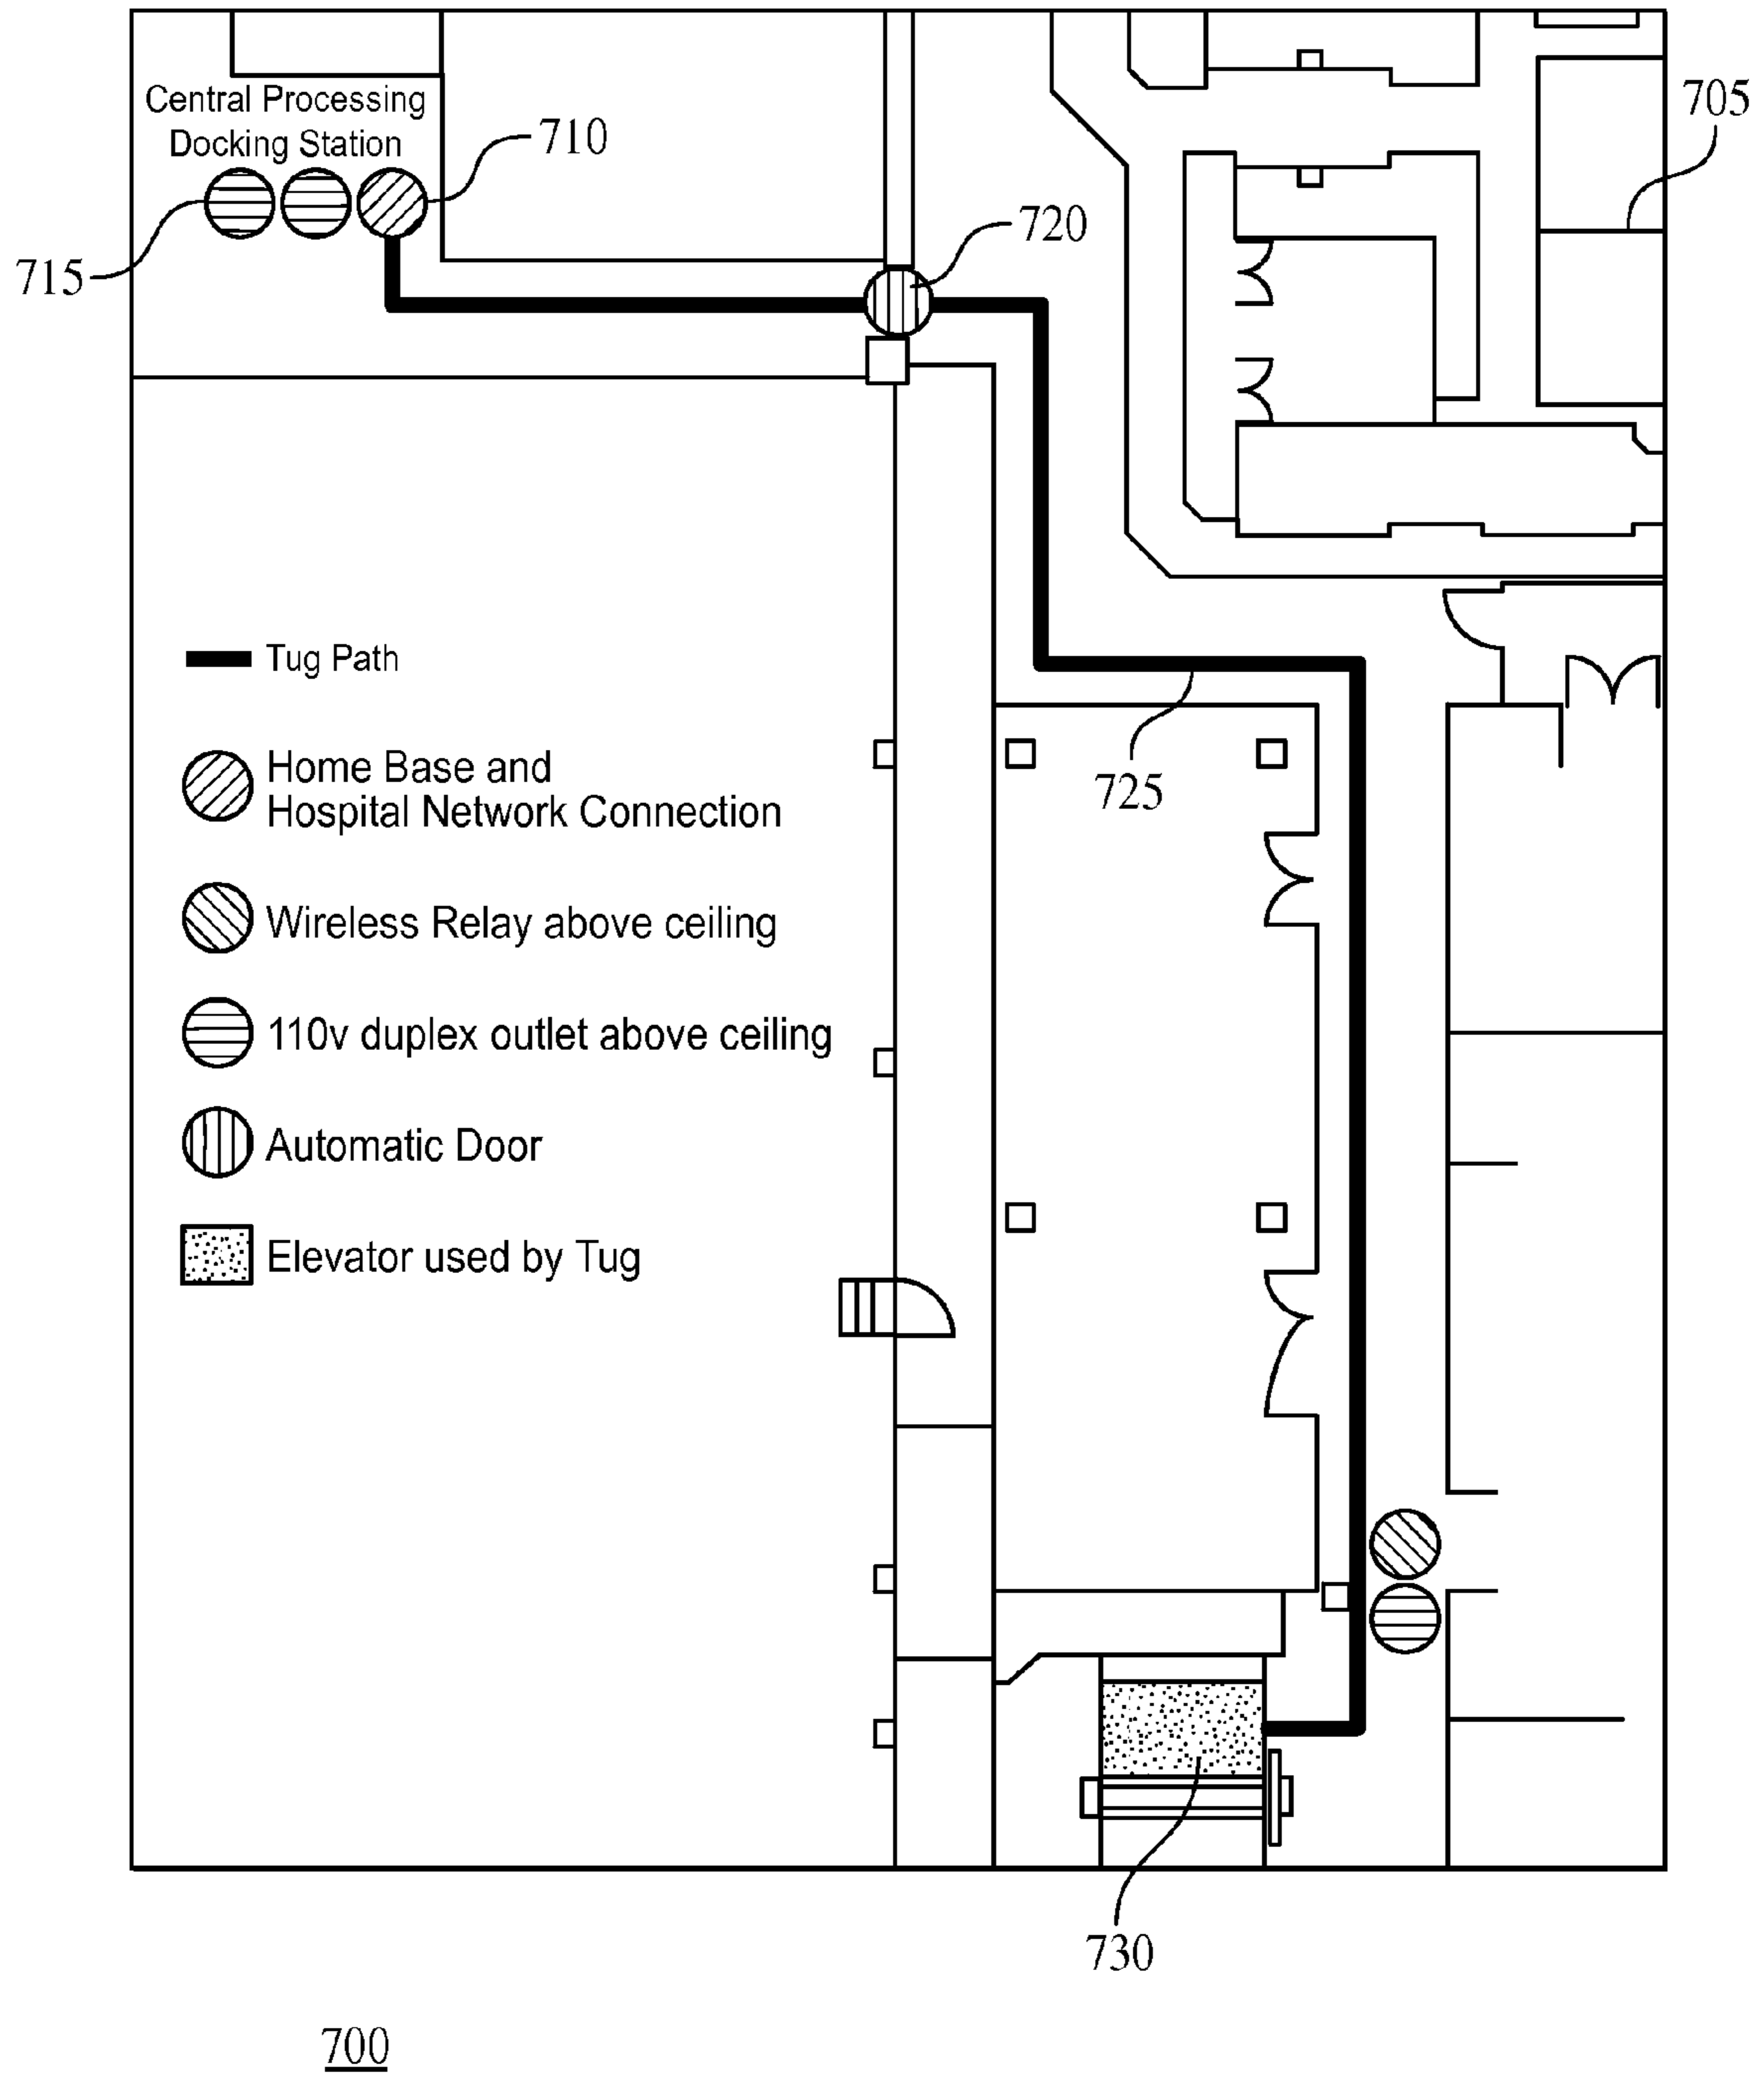 Central Processing
Docking Station
710
705
720
715
Tug Path
725
Home Base and
Hospital Network Connection
Wireless Relay above ceiling
110v duplex outlet above ceiling
Automatic Door
Elevator used by Tug
730
700